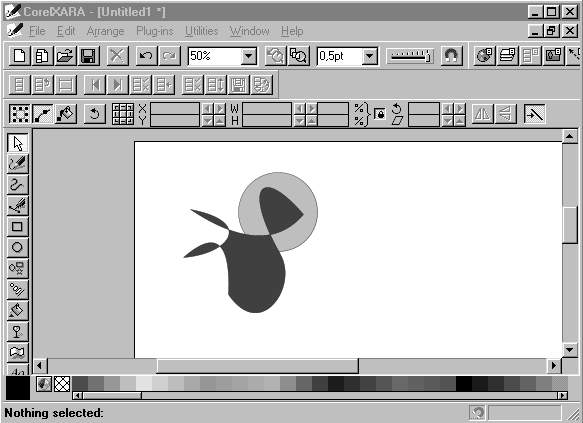 CorelXARA - [Untitled1 *]
File Edit Arrange Plug-ins Utilities Window Help
50% 0,5pt
X W % 
Y H %
Nothing selected: